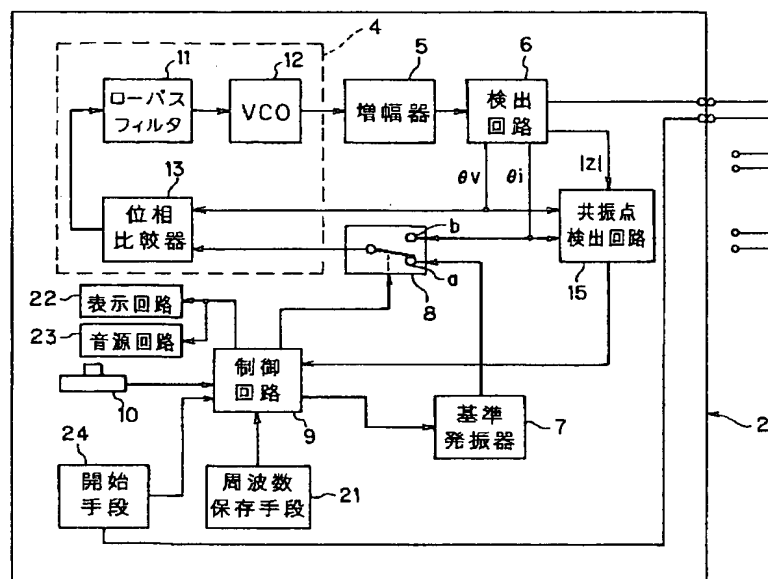 4
11
ローパス
フィルタ
12
VCO
5
増幅器
6
検出
回路
13
位相
比較器
θv
θi
|Z|
共振点
検出回路
15
b
a
8
22
表示回路
23
音源回路
10
制御
回路
9
基準
発振器
7
2
24
開始
手段
周波数
保存手段
21